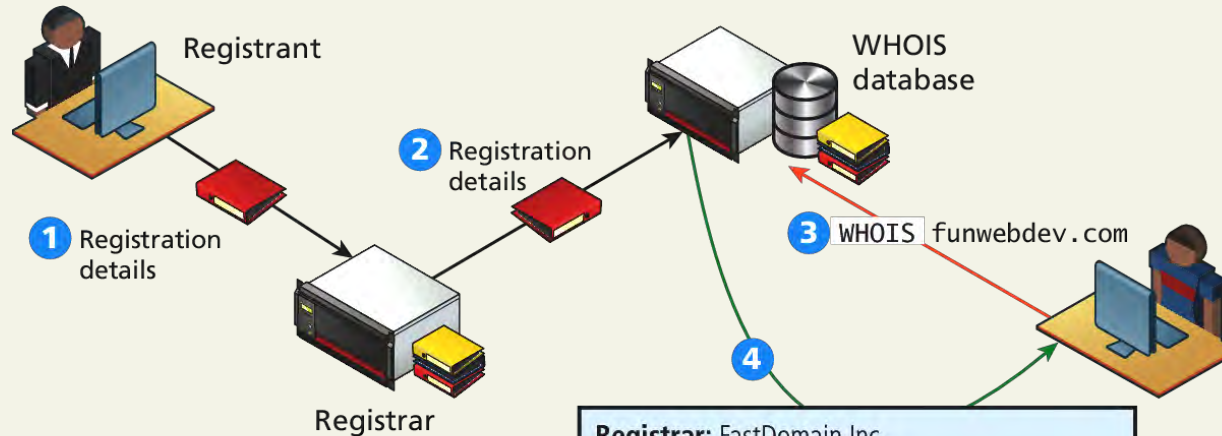 Registrant
WHOIS
database
2 Registration
details
1 Registration
details
3 WHOIS funwebdev.com
4
Registrar
Registrar: FastDomain Inc.